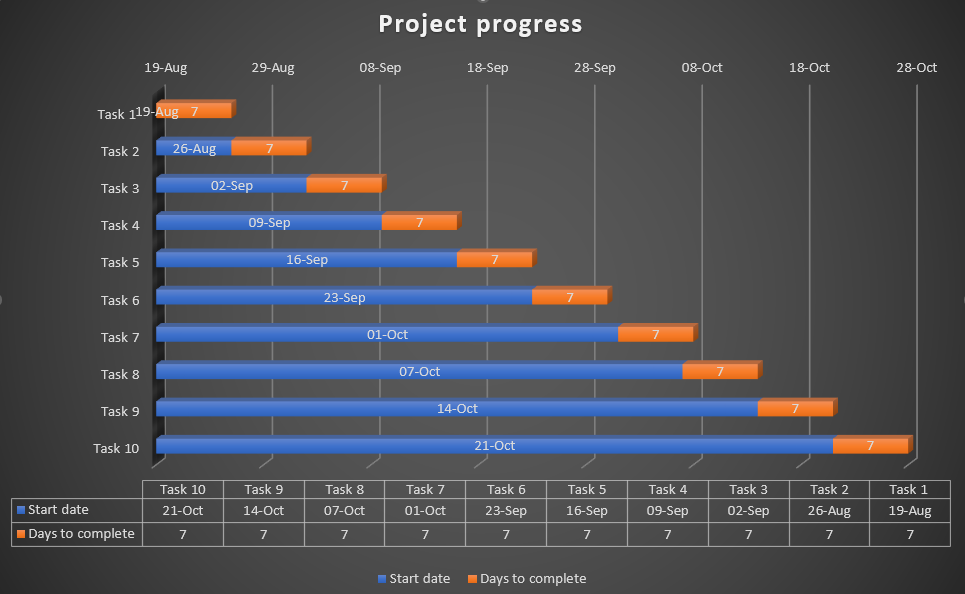 Project progress
19-Aug 29-Aug 08-Sep 18-Sep 28-Sep 08-Oct 18-Oct 28-Oct
Task 1 19-Aug 7
Task 2 26-Aug 7
Task 3 02-Sep 7
Task 4 09-Sep 7
Task 5 16-Sep 7
Task 6 23-Sep 7
Task 7 01-Oct 7
Task 8 07-Oct 7
Task 9 14-Oct 7
Task 10 21-Oct 7
Task 10 Task 9 Task 8 Task 7 Task 6 Task 5 Task 4 Task 3 Task 2 Task 1
Start date 21-Oct 14-Oct 07-Oct 01-Oct 23-Sep 16-Sep 09-Sep 02-Sep 26-Aug 19-Aug
Days to complete 7 7 7 7 7 7 7 7 7 7
Start date Days to complete